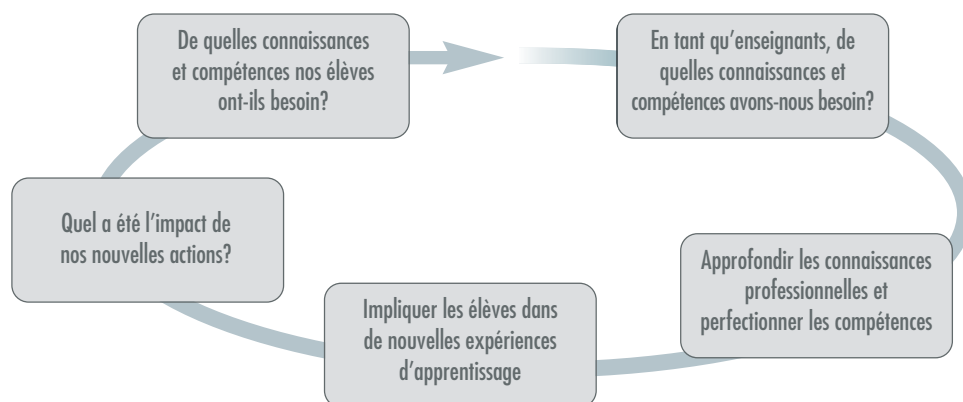 De quelles connaissances
et compétences nos élèves
ont-ils besoin?
En tant qu'enseignants, de
quelles connaissances et
compétences avons-nous besoin?
Approfondir les connaissances
professionnelles et
perfectionner les compétences
Impliquer les élèves dans
de nouvelles expériences
d'apprentissage
Quel a été l'impact de
nos nouvelles actions?